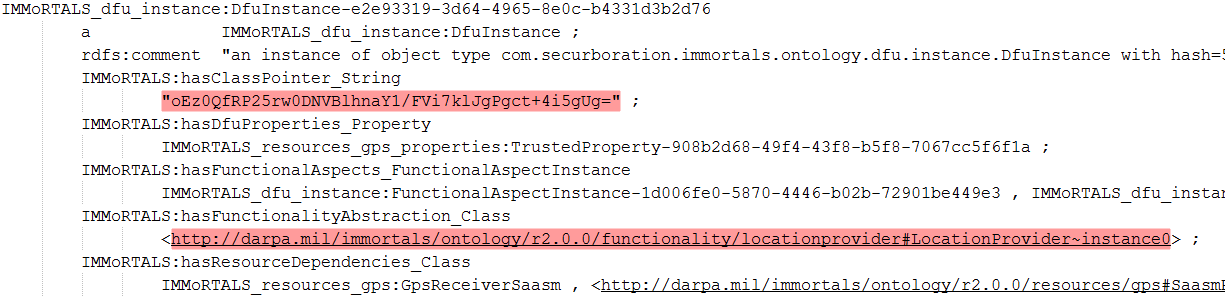 IMMoRTALS_dfu_instance:DfuInstance-e2e93319-3d64-4965-8e0c-b4331d3b2d76
a IMMoRTALS_dfu_instance:DfuInstance ;
rdfs:comment "an instance of object type com.securboration.immortals.ontology.dfu.instance.DfuInstance with hash=5
IMMoRTALS:hasClassPointer_String
"oEz0QfRP25rw0DNVBlhnaY1/FVi7klJgPgct+4i5gUg=" ;
IMMoRTALS:hasDfuProperties_Property
IMMoRTALS_resources_gps_properties:TrustedProperty-908b2d68-49f4-43f8-b5f8-7067cc5f6f1a ;
IMMoRTALS:hasFunctionalAspects_FunctionalAspectInstance
IMMoRTALS_dfu_instance:FunctionalAspectInstance-1d006fe0-5870-4446-b02b-72901be449e3 , IMMoRTALS_dfu_instan
IMMoRTALS:hasFunctionalityAbstraction_Class
<http://darpa.mil/immortals/ontology/r2.0.0/functionality/locationprovider#LocationProvider~instance0> ;
IMMoRTALS:hasResourceDependencies_Class
IMMoRTALS_resources_gps:GpsReceiverSaasm , <http://darpa.mil/immortals/ontology/r2.0.0/resources/gps#Saasm